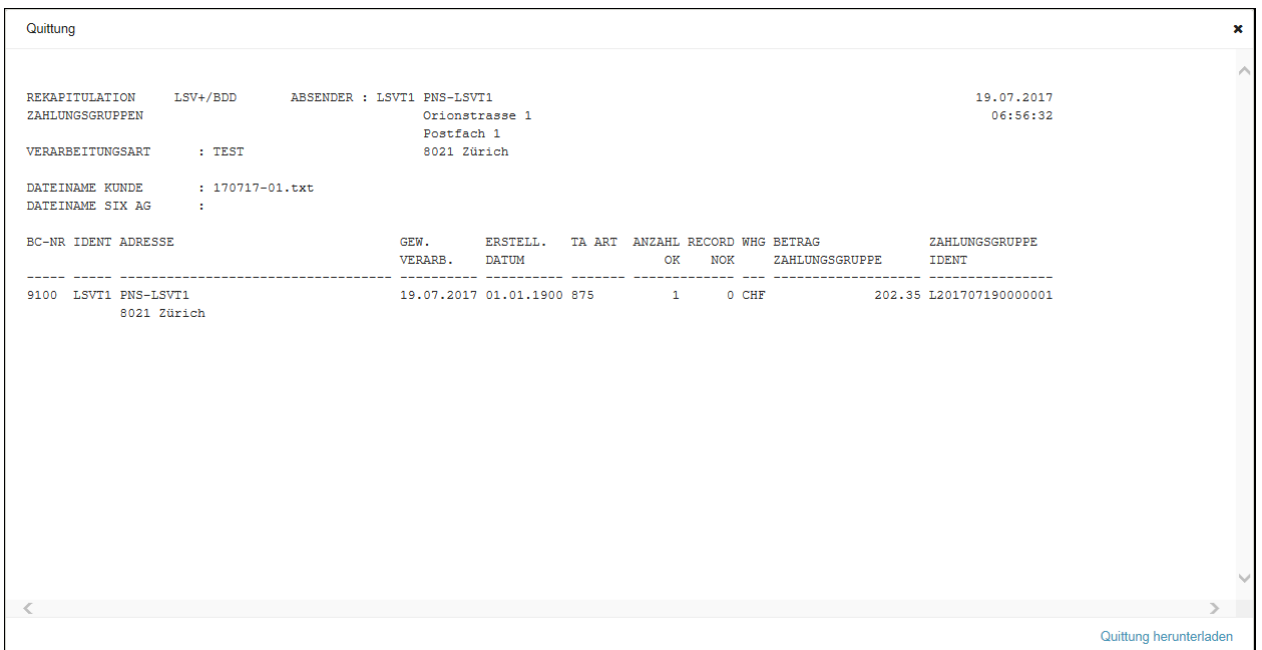 Quittung ×
REKAPITULATION LSV+/BDD ABSENDER : LSVT1 PNS-LSVT1 19.07.2017
ZAHLUNGSGRUPPEN Orionstrasse 1 06:56:32
Postfach 1
VERARBEITUNGSART : TEST 8021 Zürich
DATEINAME KUNDE : 170717-01.txt
DATEINAME SIX AG :
BC-NR IDENT ADRESSE GEW. ERSTELL. TA ART ANZAHL RECORD WHG BETRAG ZAHLUNGSGRUPPE
VERARB. DATUM OK NOK ZAHLUNGSGRUPPE IDENT
----- ----- ----------------------------------- ---------- ---------- ------- ------------- --- ------------------- ----------------
9100 LSVT1 PNS-LSVT1 19.07.2017 01.01.1900 875 1 0 CHF 202.35 L201707190000001
8021 Zürich
Quittung herunterladen